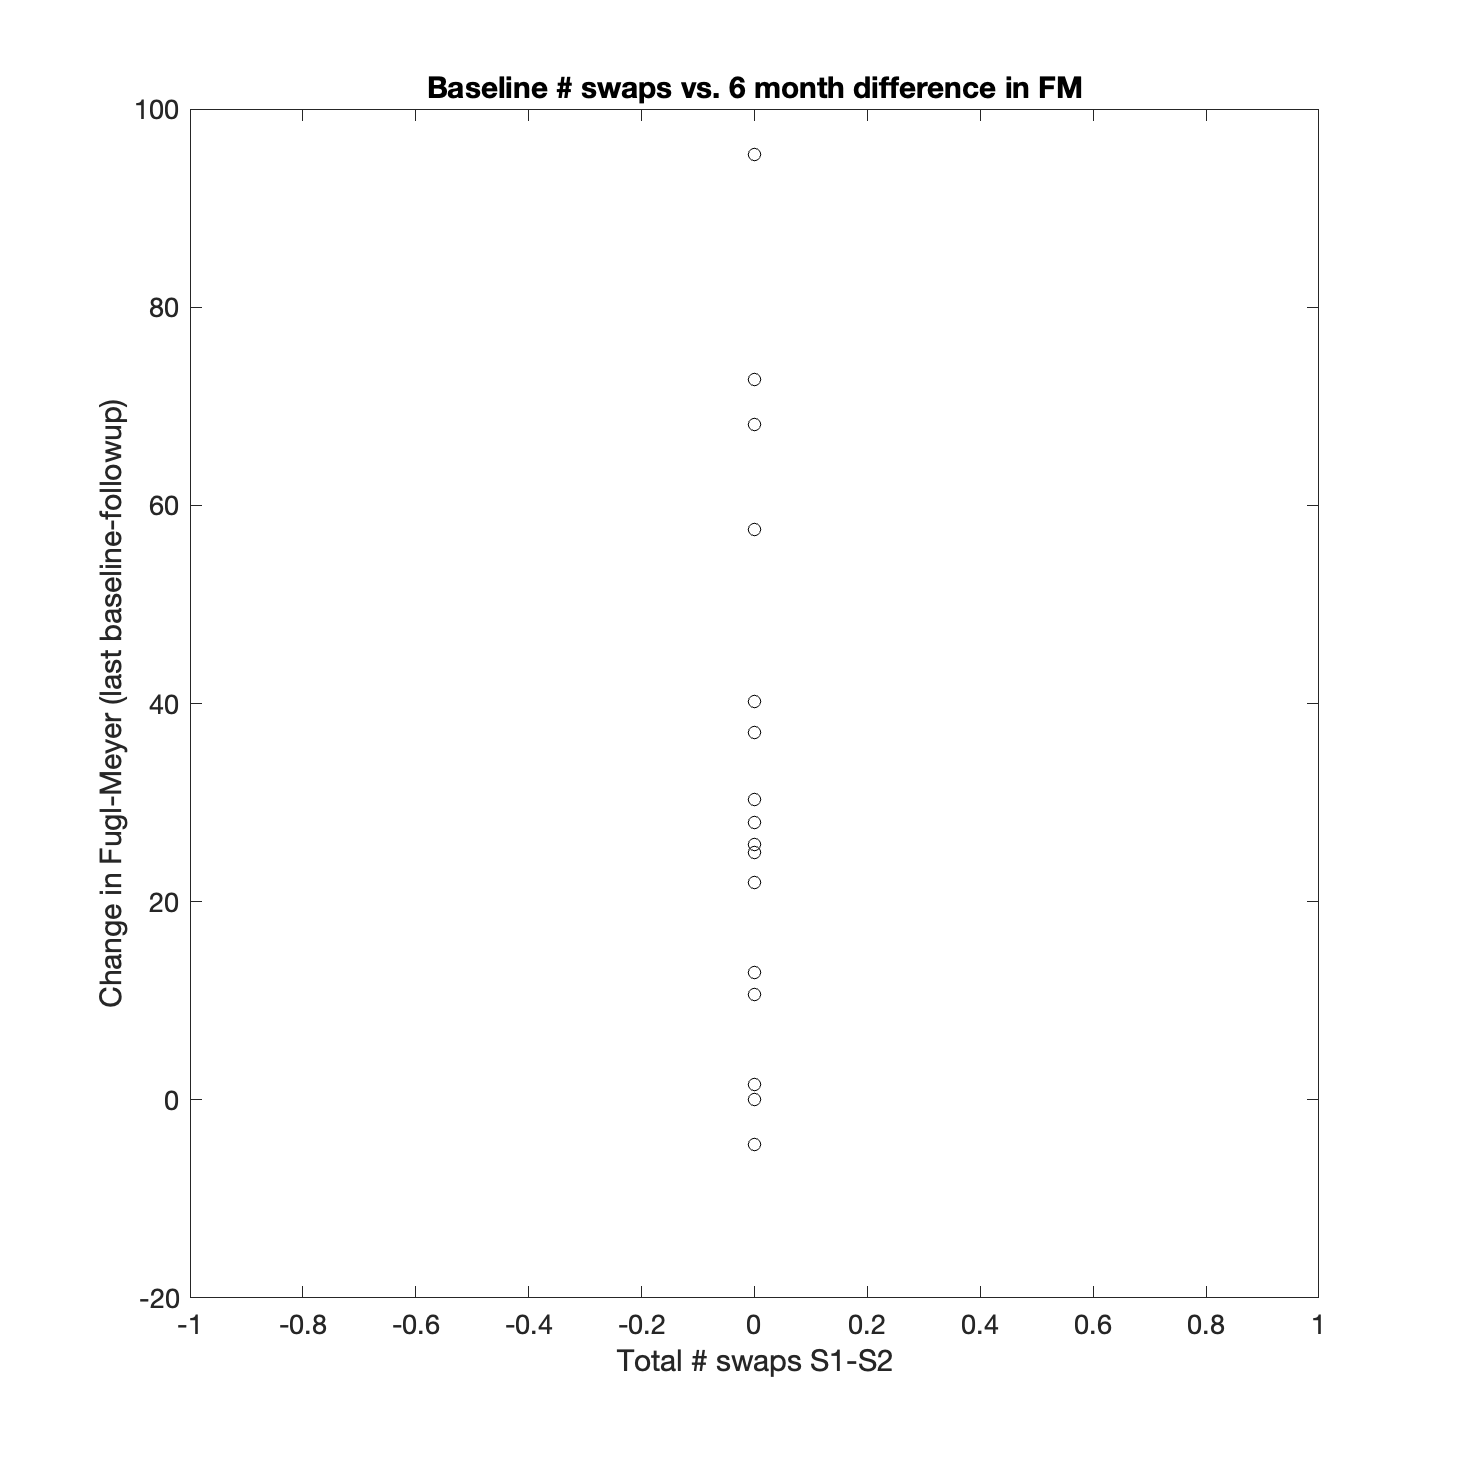 Baseline # swaps vs. 6 month difference in FM
100
80
60
40
20
0
-20
Change in Fugl-Meyer (last baseline-followup)
-1 -0.8 -0.6 -0.4 -0.2 0 0.2 0.4 0.6 0.8 1
Total # swaps S1-S2